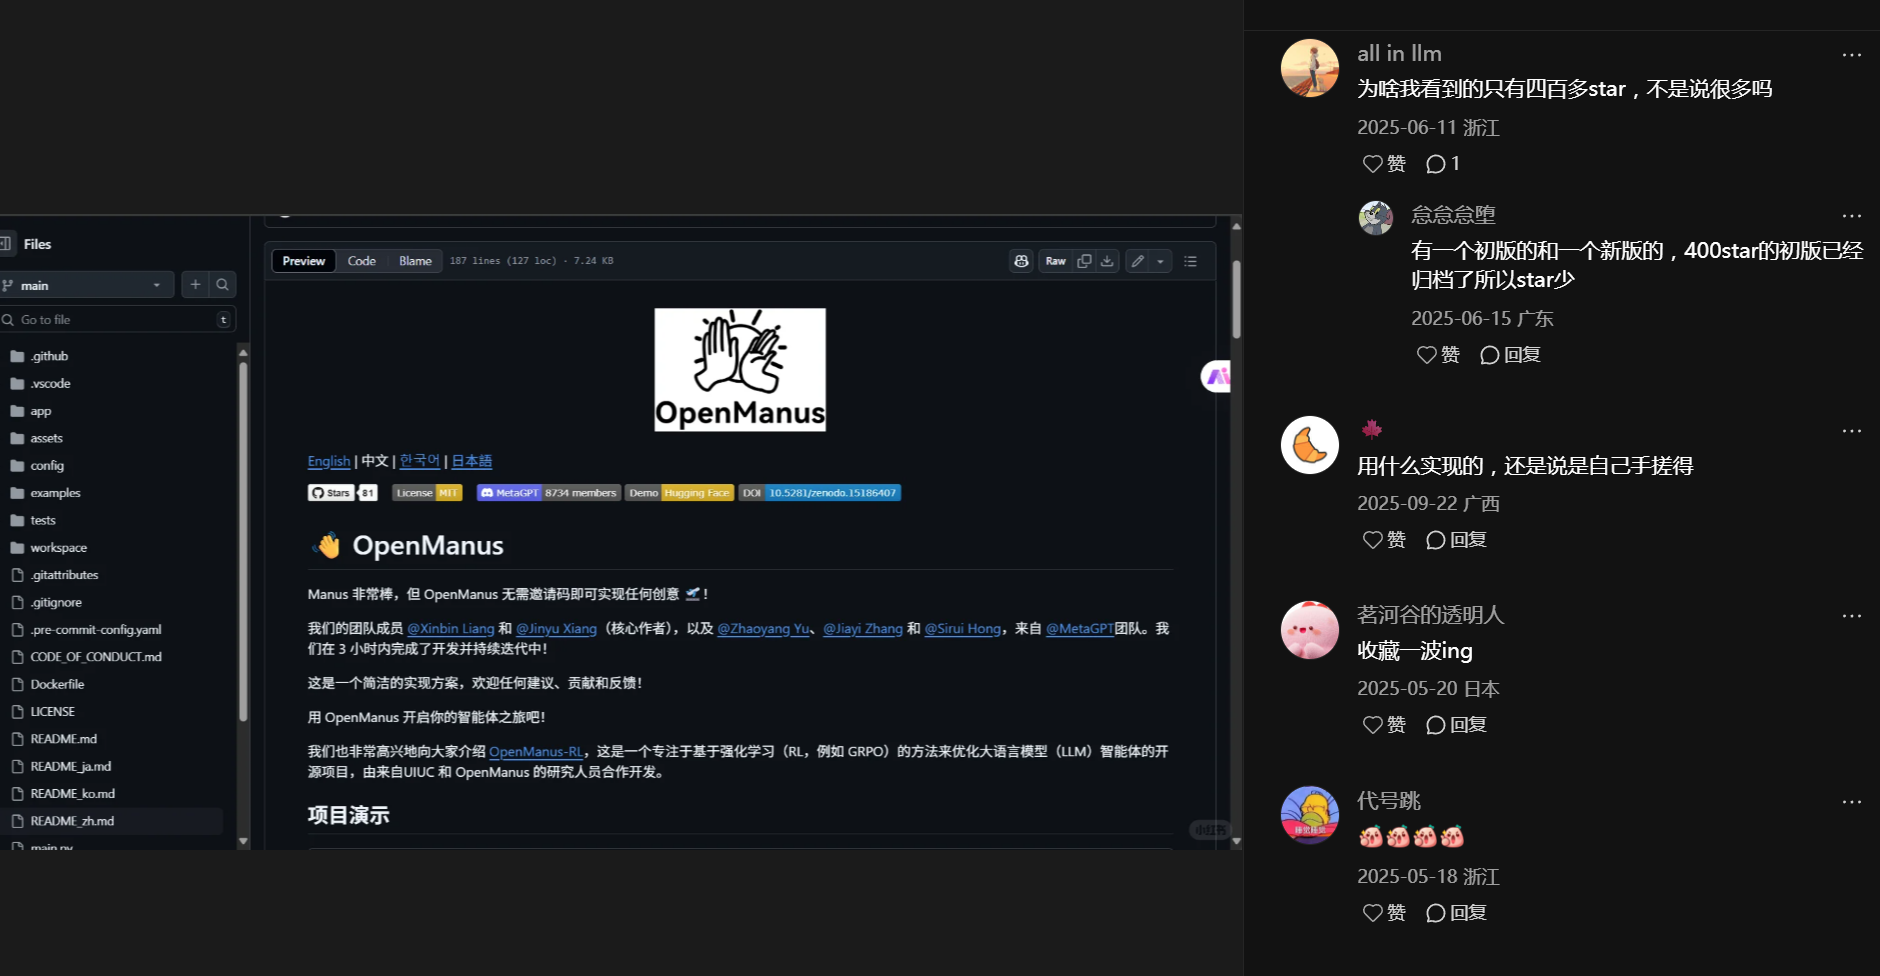 Files
main
Go to file
t
.github
.vscode
app
assets
config
examples
tests
workspace
.gitattributes
.gitignore
.pre-commit-config.yaml
CODE_OF_CONDUCT.md
Dockerfile
LICENSE
README.md
README_ja.md
README_ko.md
README_zh.md
main.py
Preview Code Blame 187 lines (127 loc) · 7.24 KB
Raw
OpenManus
English | 中文 | 한국어 | 日本語
Stars 81 License MIT MetaGPT 8734 members Demo Hugging Face DOI 10.5281/zenodo.15186407
👋 OpenManus
Manus 非常棒，但 OpenManus 无需邀请码即可实现任何创意 🛫！
我们的团队成员 @Xinbin Liang 和 @Jinyu Xiang（核心作者），以及 @Zhaoyang Yu、@Jiayi Zhang 和 @Sirui Hong，来自 @MetaGPT团队。我
们在 3 小时内完成了开发并持续迭代中！
这是一个简洁的实现方案，欢迎任何建议、贡献和反馈！
用 OpenManus 开启你的智能体之旅吧！
我们也非常高兴地向大家介绍 OpenManus-RL，这是一个专注于基于强化学习（RL，例如 GRPO）的方法来优化大语言模型（LLM）智能体的开
源项目，由来自UIUC 和 OpenManus 的研究人员合作开发。
项目演示
小红书
all in llm
为啥我看到的只有四百多star，不是说很多吗
2025-06-11 浙江
赞 1
怠怠怠堕
有一个初版的和一个新版的，400star的初版已经
归档了所以star少
2025-06-15 广东
赞 回复
🍁
用什么实现的，还是说是自己手搓得
2025-09-22 广西
赞 回复
茗河谷的透明人
收藏一波ing
2025-05-20 日本
赞 回复
代号跳
2025-05-18 浙江
赞 回复